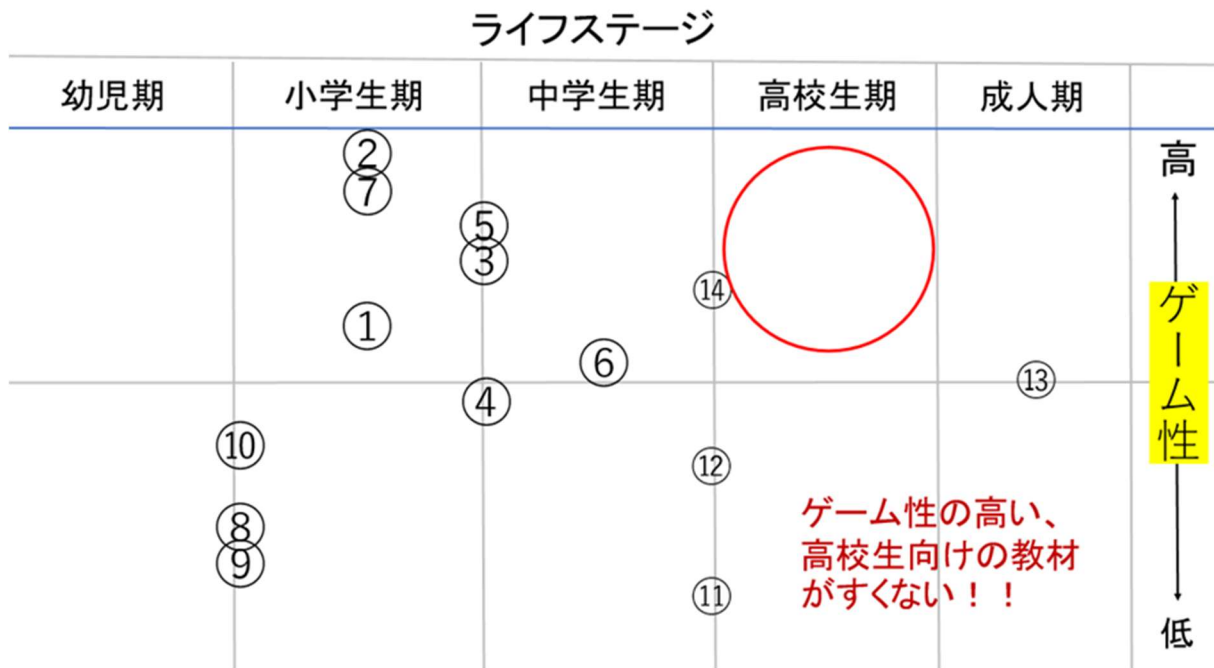 ライフステージ
幼児期 小学生期 中学生期 高校生期 成人期
高
②
⑦
⑤
③
⑭
①
⑥
⑬
④
⑩
⑫
⑧
⑨
⑪
ゲーム性
ゲーム性の高い、
高校生向けの教材
がすくない！！
低